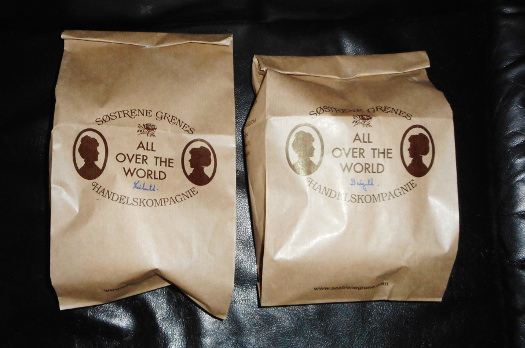 SØSTRENE GRENES
ALL
OVER THE
WORLD
HANDELSKOMPAGNIE
SØSTRENE GRENES
ALL
OVER THE
WORLD
HANDELSKOMPAGNIE